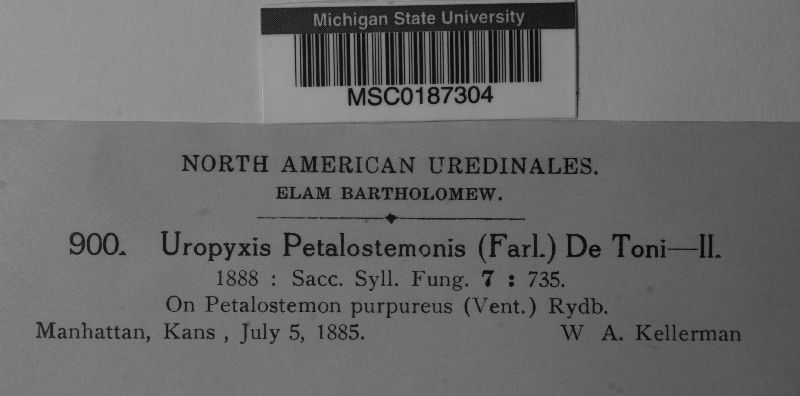 Michigan State University
MSC0187304
NORTH AMERICAN UREDINALES.
ELAM BARTHOLOMEW.
900. Uropyxis Petalostemonis (Farl.) De Toni—II.
1888 : Sacc. Syll. Fung. 7 : 735.
On Petalostemon purpureus (Vent.) Rydb.
Manhattan, Kans , July 5, 1885. W A. Kellerman